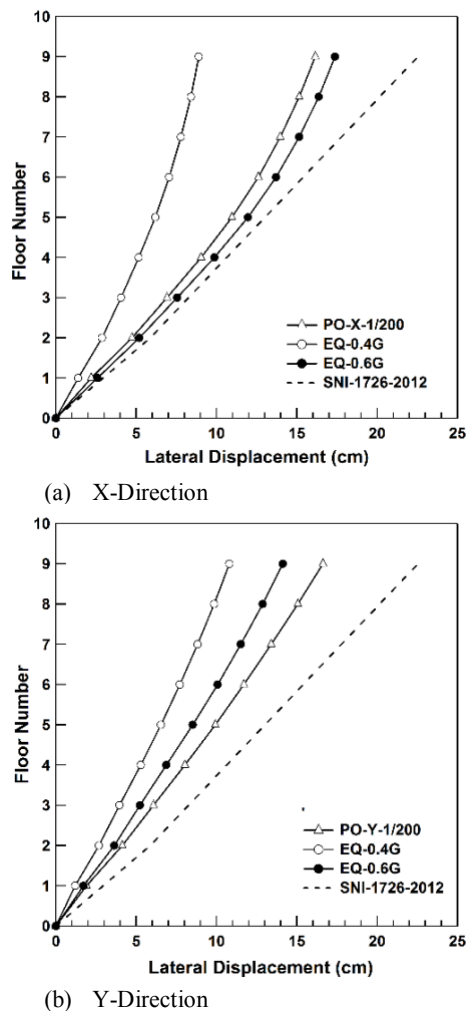 10
9
8
7
6
5
4
3
2
1
0
Floor Number
PO-X-1/200
EQ-0.4G
EQ-0.6G
SNI-1726-2012
0 5 10 15 20 25
Lateral Displacement (cm)
(a) X-Direction
10
9
8
7
6
5
4
3
2
1
0
Floor Number
PO-Y-1/200
EQ-0.4G
EQ-0.6G
SNI-1726-2012
0 5 10 15 20 25
Lateral Displacement (cm)
(b) Y-Direction